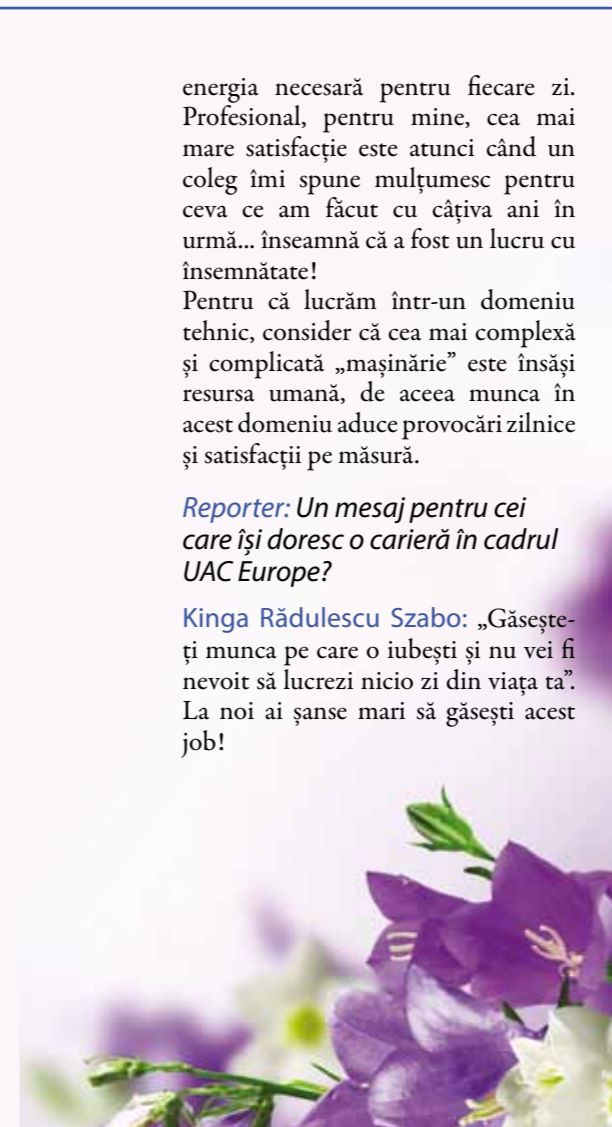 energia necesară pentru fiecare zi.
Profesional, pentru mine, cea mai
mare satisfacție este atunci când un
coleg îmi spune mulțumesc pentru
ceva ce am făcut cu câțiva ani în
urmă... înseamnă că a fost un lucru cu
însemnătate!
Pentru că lucrăm într-un domeniu
tehnic, consider că cea mai complexă
și complicată „mașinărie” este însăși
resursa umană, de aceea munca în
acest domeniu aduce provocări zilnice
și satisfacții pe măsură.
Reporter: Un mesaj pentru cei
care își doresc o carieră în cadrul
UAC Europe?
Kinga Rădulescu Szabo: „Găsește-
ți munca pe care o iubești și nu vei fi
nevoit să lucrezi nicio zi din viața ta”.
La noi ai șanse mari să găsești acest
job!